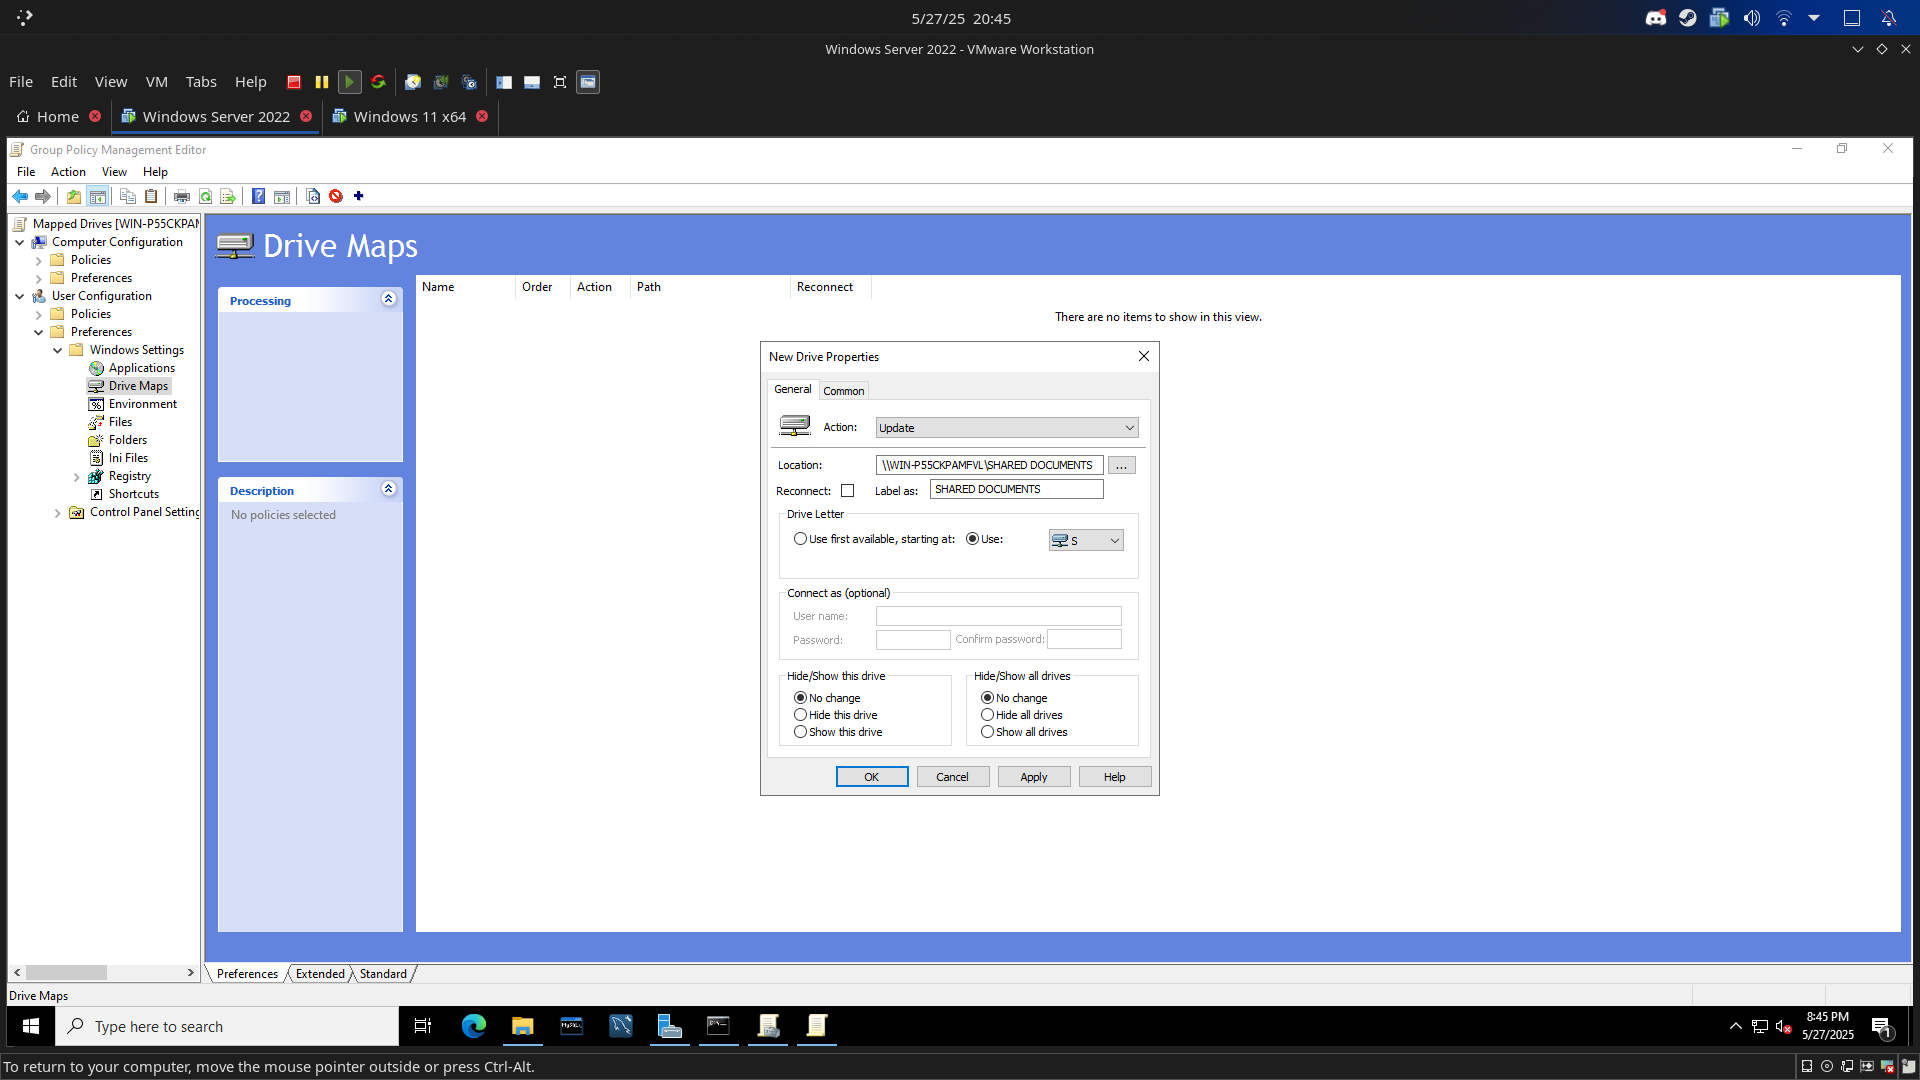 5/27/25 20:45
Windows Server 2022 - VMware Workstation
File Edit View VM Tabs Help
Home Windows Server 2022 Windows 11 x64
Group Policy Management Editor
File Action View Help
Mapped Drives [WIN-P55CKPAM
Computer Configuration
Policies
Preferences
User Configuration
Policies
Preferences
Windows Settings
Applications
Drive Maps
Environment
Files
Folders
Ini Files
Registry
Shortcuts
Control Panel Setting
Drive Maps
Processing
Description
No policies selected
Name Order Action Path Reconnect
There are no items to show in this view.
New Drive Properties
General Common
Action: Update
Location: \\WIN-P55CKPAMFVL\SHARED DOCUMENTS ...
Reconnect: Label as: SHARED DOCUMENTS
Drive Letter
Use first available, starting at: Use: S
Connect as (optional)
User name:
Password: Confirm password:
Hide/Show this drive
No change
Hide this drive
Show this drive
Hide/Show all drives
No change
Hide all drives
Show all drives
OK Cancel Apply Help
Preferences Extended Standard
Drive Maps
Type here to search
8:45 PM
5/27/2025
1
To return to your computer, move the mouse pointer outside or press Ctrl-Alt.